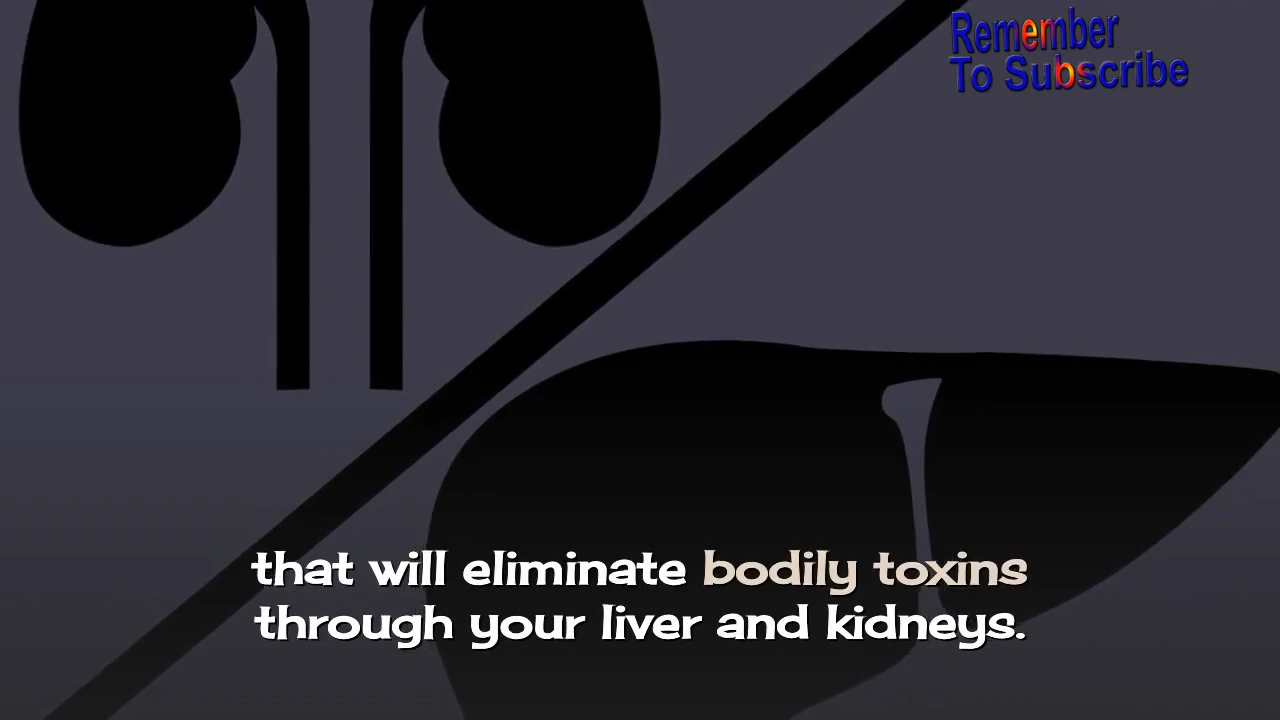 Remember
To Subscribe
that will eliminate bodily toxins
through your liver and kidneys.